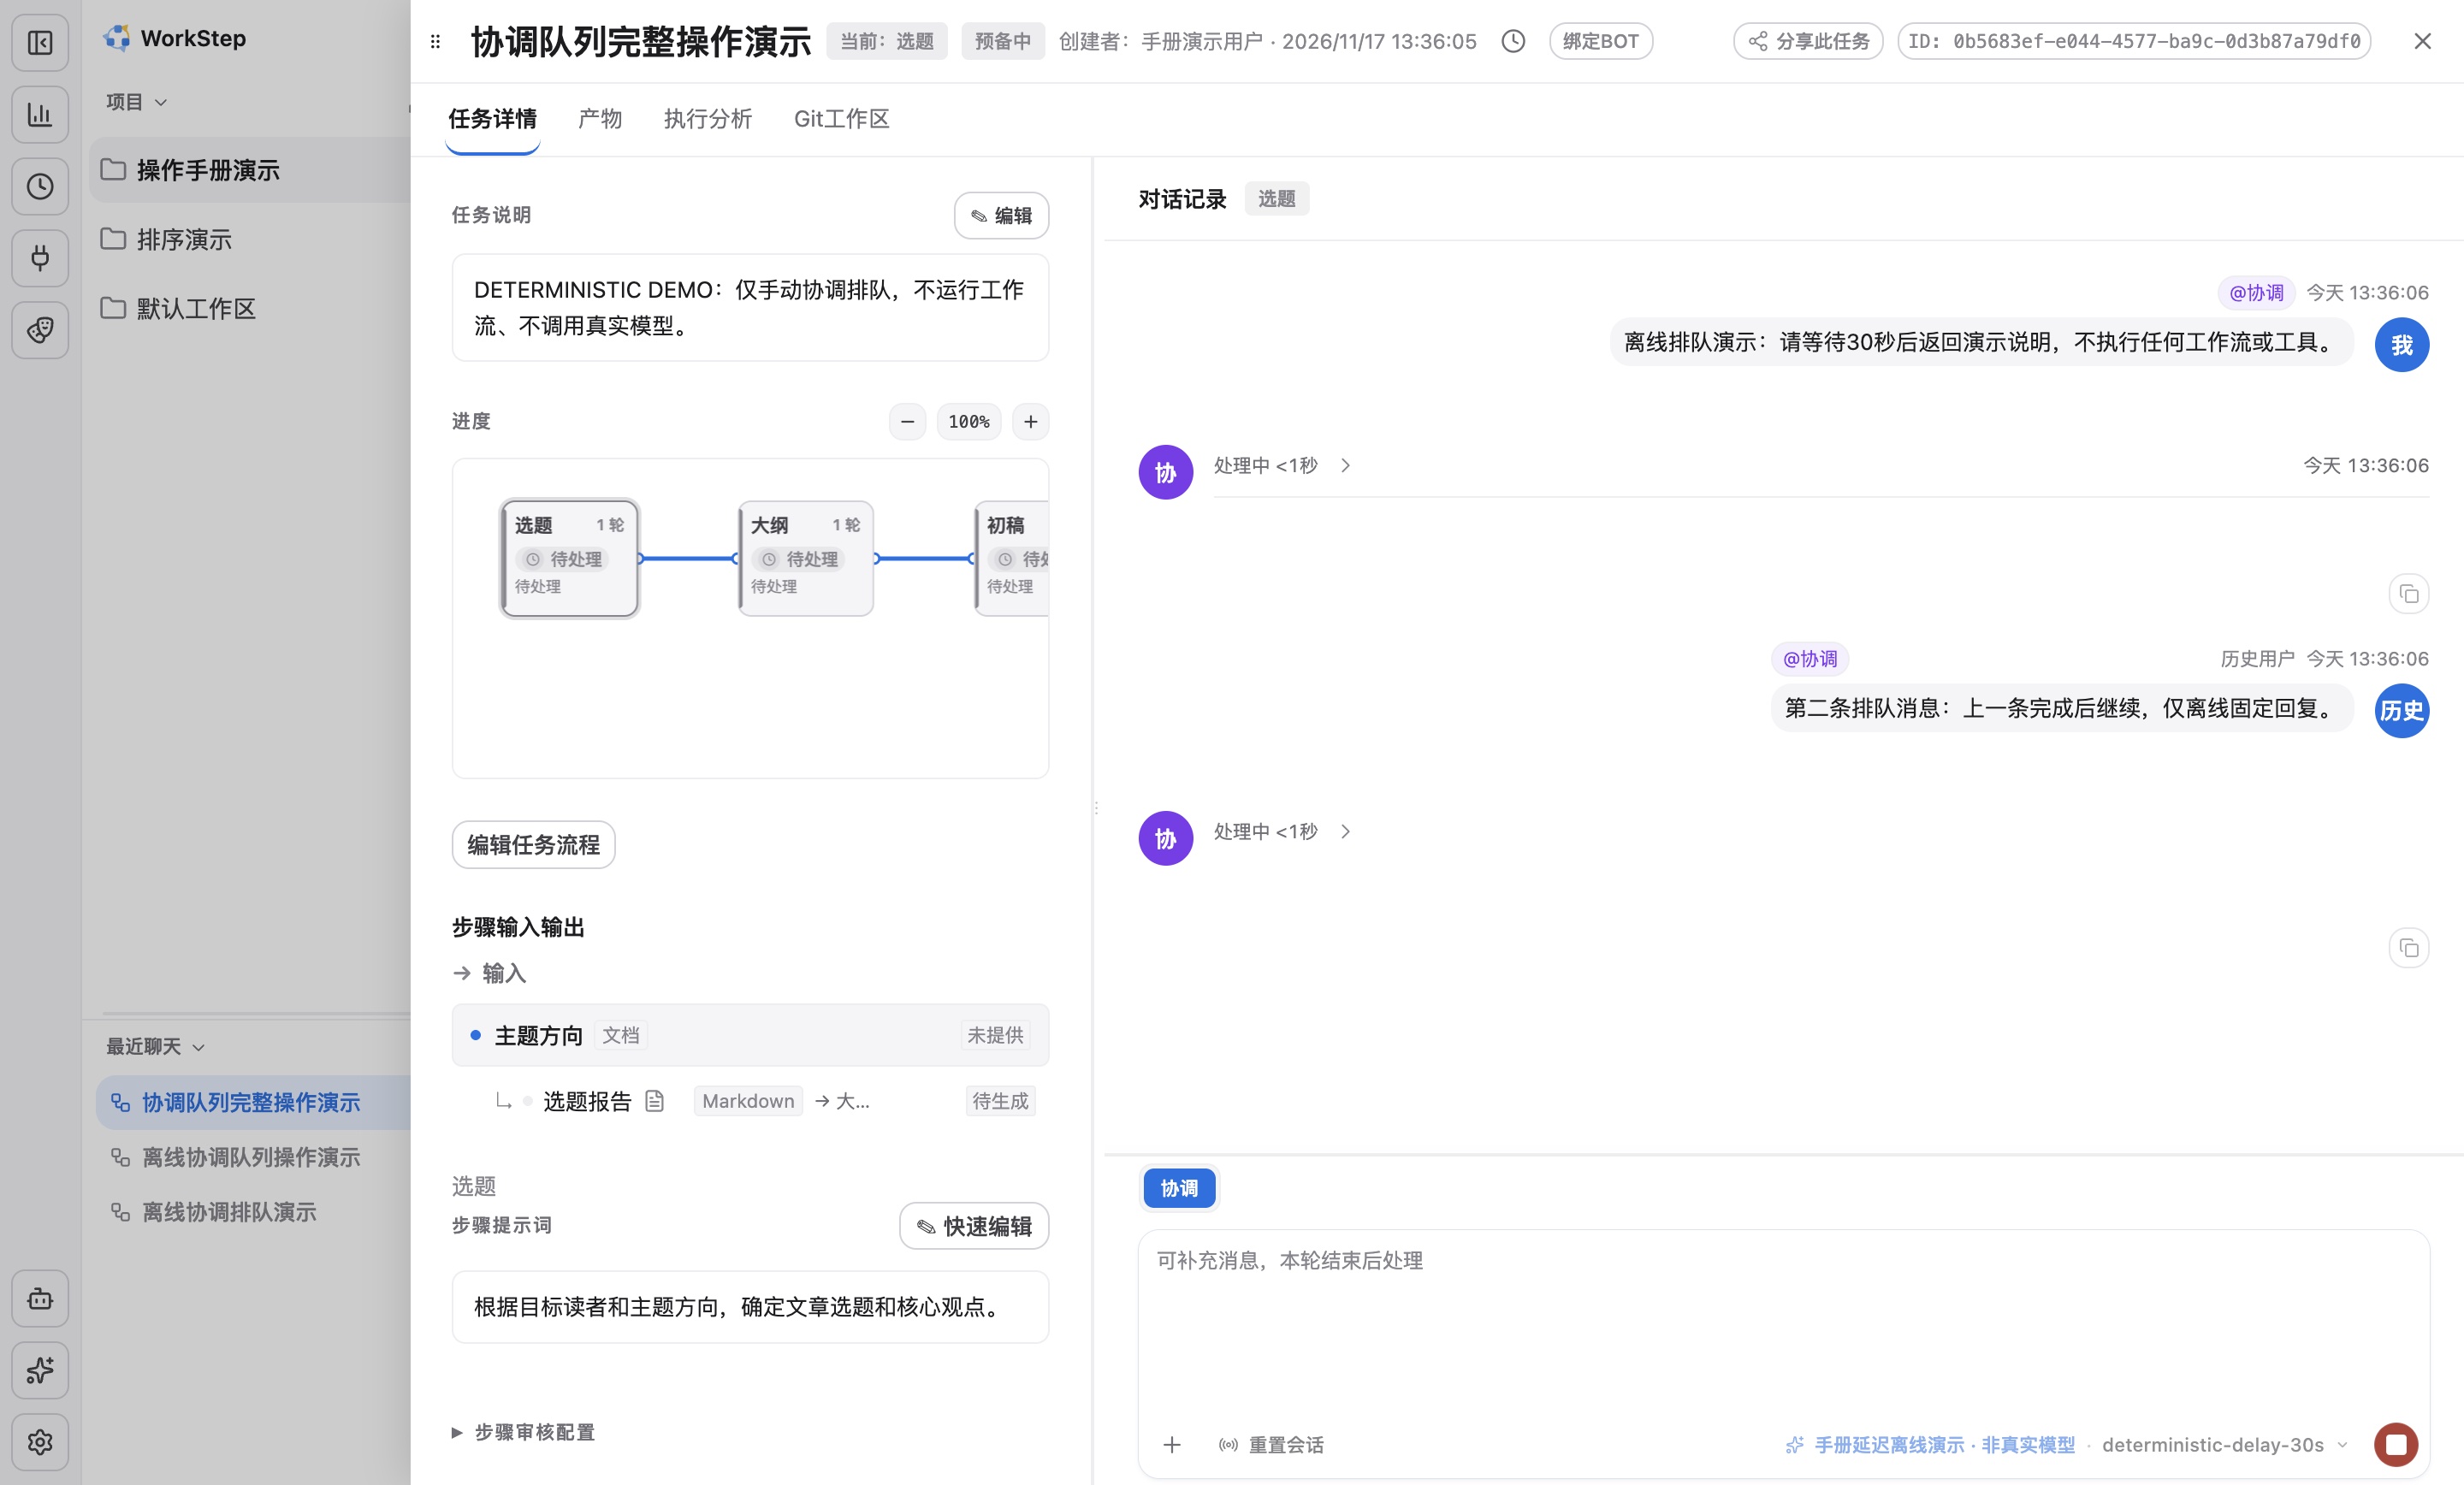 WorkStep
项目
操作手册演示
排序演示
默认工作区
最近聊天
协调队列完整操作演示
离线协调队列操作演示
离线协调排队演示
协调队列完整操作演示 当前：选题 预备中 创建者：手册演示用户 · 2026/11/17 13:36:05 绑定BOT 分享此任务 ID: 0b5683ef-e044-4577-ba9c-0d3b87a79df0
任务详情 产物 执行分析 Git工作区
任务说明 编辑
DETERMINISTIC DEMO：仅手动协调排队，不运行工作
流、不调用真实模型。
进度 100%
选题 1 轮
待处理
待处理
大纲 1 轮
待处理
待处理
初稿
待处理
编辑任务流程
步骤输入输出
输入
主题方向 文档 未提供
选题报告 Markdown → 大... 待生成
选题
步骤提示词 快速编辑
根据目标读者和主题方向，确定文章选题和核心观点。
步骤审核配置
对话记录 选题
@协调 今天 13:36:06
离线排队演示：请等待30秒后返回演示说明，不执行任何工作流或工具。 我
协 处理中 <1秒 今天 13:36:06
@协调 历史用户 今天 13:36:06
第二条排队消息：上一条完成后继续，仅离线固定回复。 历史
协 处理中 <1秒
协调
可补充消息，本轮结束后处理
重置会话 手册延迟离线演示 · 非真实模型 · deterministic-delay-30s